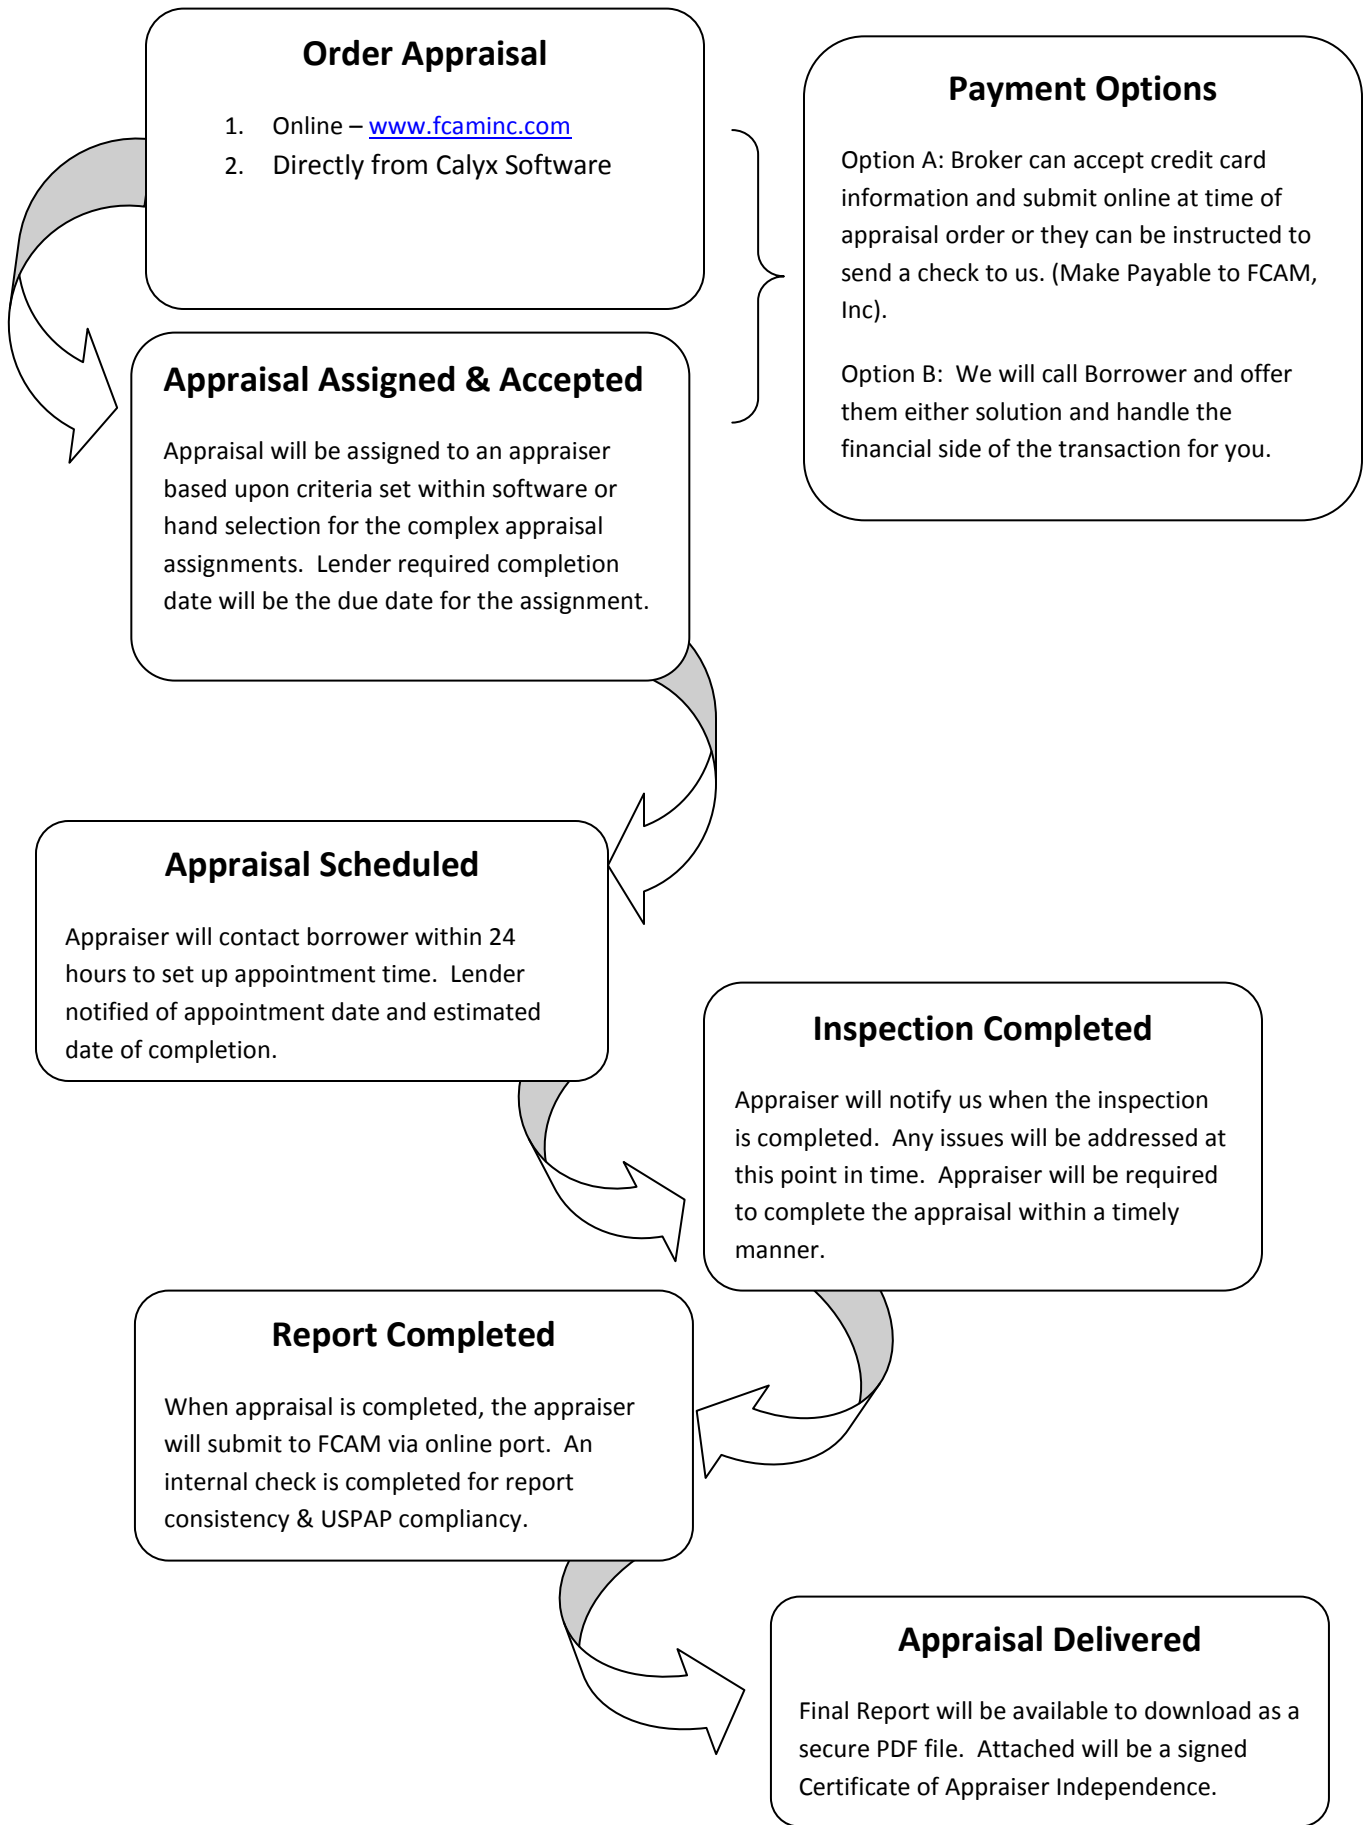 Order Appraisal
1. Online – www.fcaminc.com
2. Directly from Calyx Software
Payment Options
Option A: Broker can accept credit card
information and submit online at time of
appraisal order or they can be instructed to
send a check to us. (Make Payable to FCAM,
Inc).
Option B: We will call Borrower and offer
them either solution and handle the
financial side of the transaction for you.
Appraisal Assigned & Accepted
Appraisal will be assigned to an appraiser
based upon criteria set within software or
hand selection for the complex appraisal
assignments. Lender required completion
date will be the due date for the assignment.
Appraisal Scheduled
Appraiser will contact borrower within 24
hours to set up appointment time. Lender
notified of appointment date and estimated
date of completion.
Inspection Completed
Appraiser will notify us when the inspection
is completed. Any issues will be addressed at
this point in time. Appraiser will be required
to complete the appraisal within a timely
manner.
Report Completed
When appraisal is completed, the appraiser
will submit to FCAM via online port. An
internal check is completed for report
consistency & USPAP compliancy.
Appraisal Delivered
Final Report will be available to download as a
secure PDF file. Attached will be a signed
Certificate of Appraiser Independence.